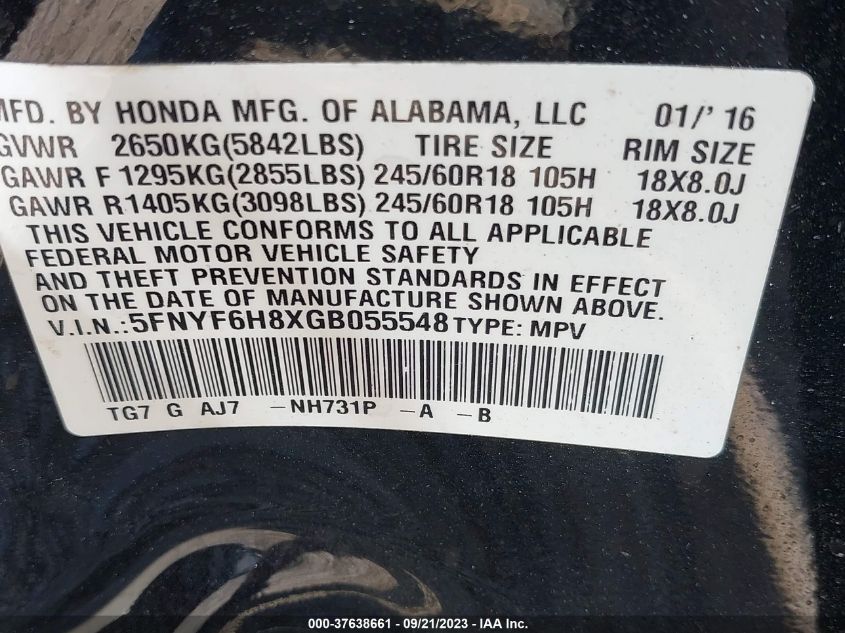 MFD. BY HONDA MFG. OF ALABAMA, LLC 01/' 16
GVWR 2650KG(5842LBS) TIRE SIZE RIM SIZE
GAWR F 1295KG(2855LBS) 245/60R18 105H 18X8.0J
GAWR R1405KG(3098LBS) 245/60R18 105H 18X8.0J
THIS VEHICLE CONFORMS TO ALL APPLICABLE
FEDERAL MOTOR VEHICLE SAFETY
AND THEFT PREVENTION STANDARDS IN EFFECT
ON THE DATE OF MANUFACTURE SHOWN ABOVE.
V.I.N.:5FNYF6H8XGB055548 TYPE: MPV
TG7 G AJ7 -NH731P -A -B
000-37638661 - 09/21/2023 - IAA Inc.